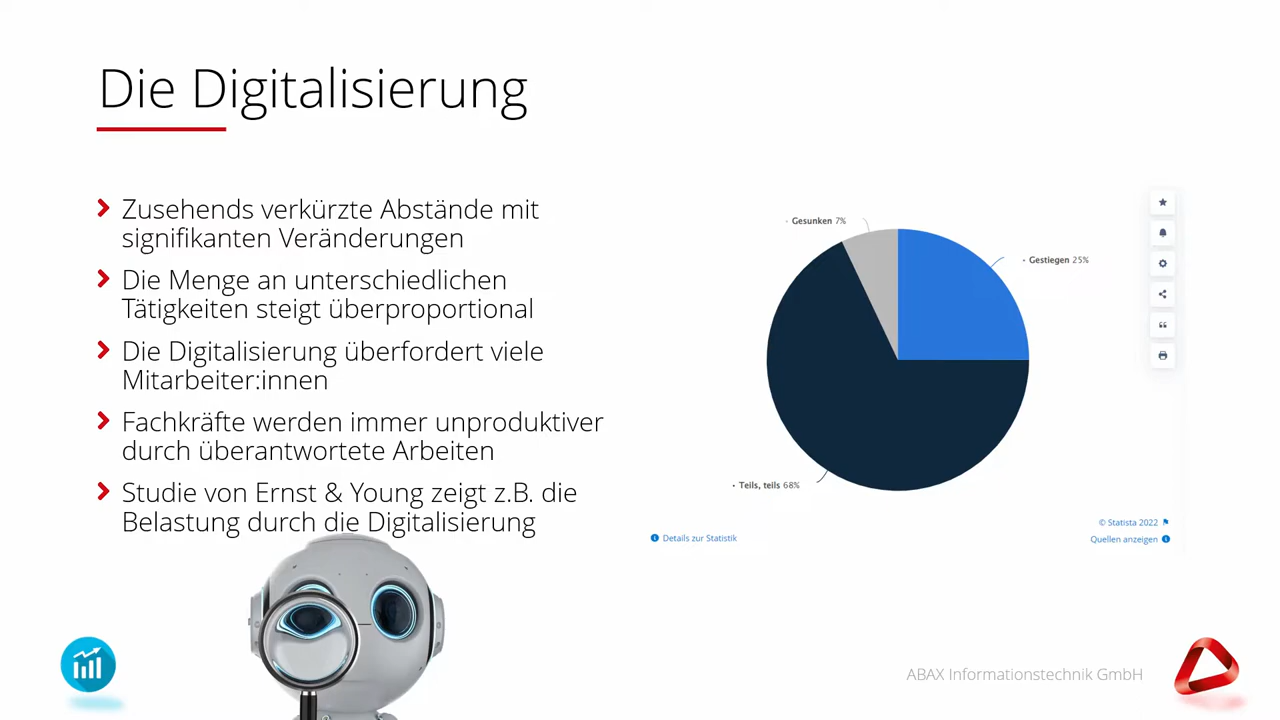 Die Digitalisierung
Zusehends verkürzte Abstände mit
signifikanten Veränderungen
Die Menge an unterschiedlichen
Tätigkeiten steigt überproportional
Die Digitalisierung überfordert viele
Mitarbeiter:innen
Fachkräfte werden immer unproduktiver
durch überantwortete Arbeiten
Studie von Ernst & Young zeigt z.B. die
Belastung durch die Digitalisierung
Gesunken 7%
Gestiegen 25%
Teils, teils 68%
© Statista 2022
Details zur Statistik
Quellen anzeigen
ABAX Informationstechnik GmbH